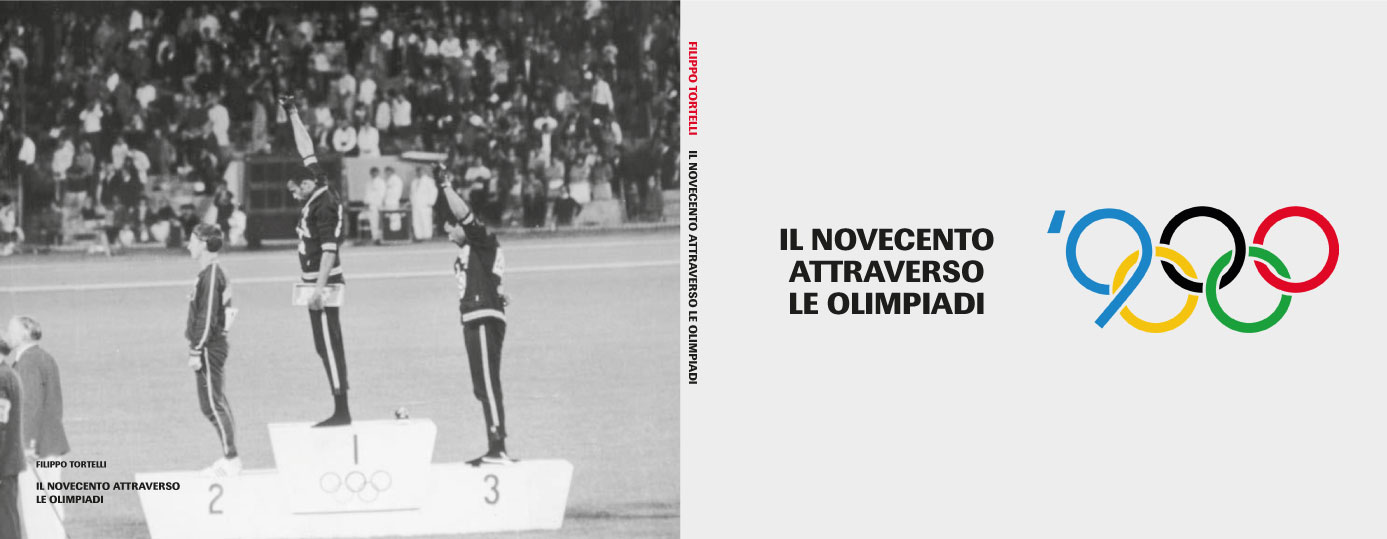 FILIPPO TORTELLI
IL NOVECENTO ATTRAVERSO
LE OLIMPIADI
2
1
3
FILIPPO TORTELLI IL NOVECENTO ATTRAVERSO LE OLIMPIADI
IL NOVECENTO
ATTRAVERSO
LE OLIMPIADI
'900